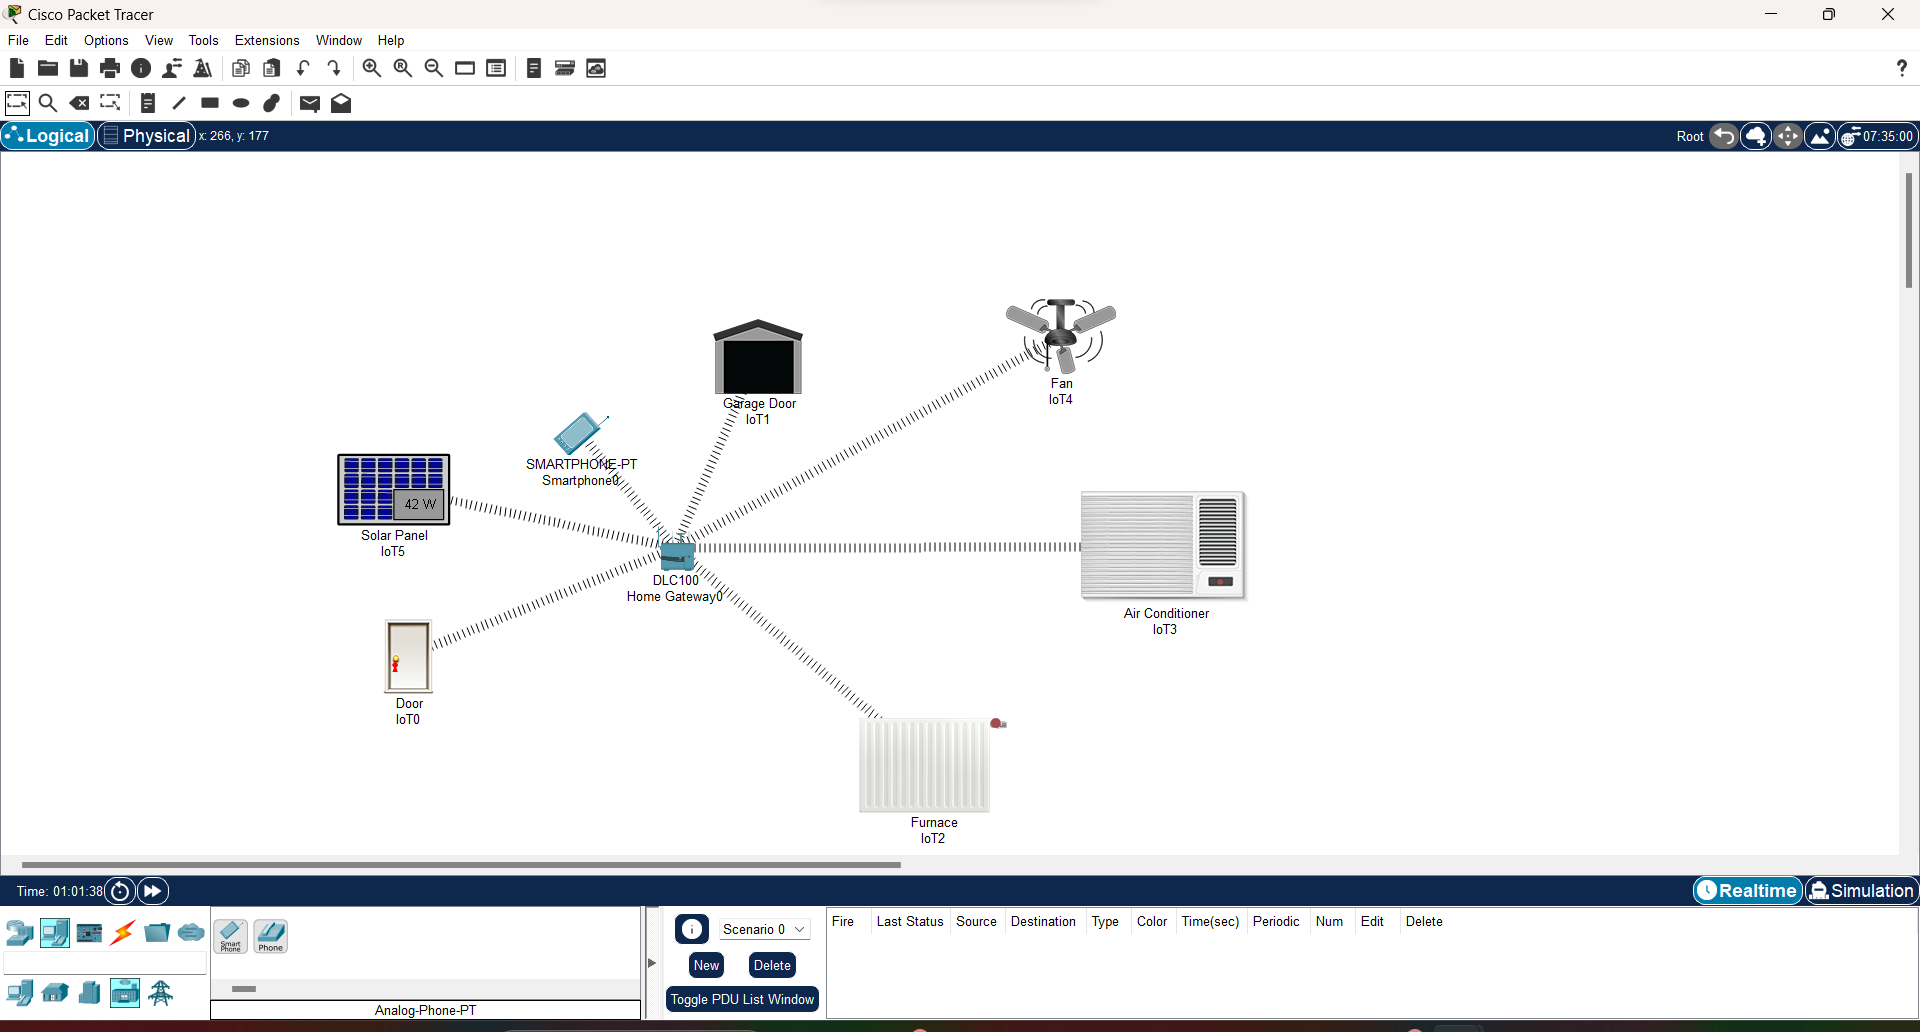 Cisco Packet Tracer
File Edit Options View Tools Extensions Window Help
?
Logical Physical x: 266, y: 177 Root 07:35:00
Fan
IoT4
Garage Door
IoT1
SMARTPHONE-PT
Smartphone0
42 W
Solar Panel
IoT5
DLC100
Home Gateway0
Air Conditioner
IoT3
Door
IoT0
Furnace
IoT2
Time: 01:01:38 Realtime Simulation
Smart Phone
Phone
Analog-Phone-PT
Scenario 0
New Delete
Toggle PDU List Window
Fire Last Status Source Destination Type Color Time(sec) Periodic Num Edit Delete